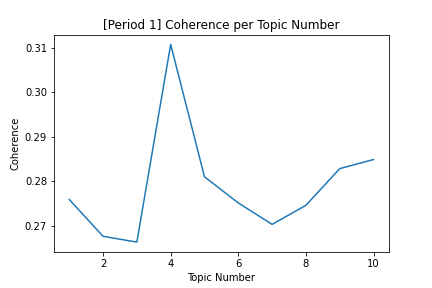 [Period 1] Coherence per Topic Number
0.31
0.30
0.29
0.28
0.27
Coherence
2 4 6 8 10
Topic Number